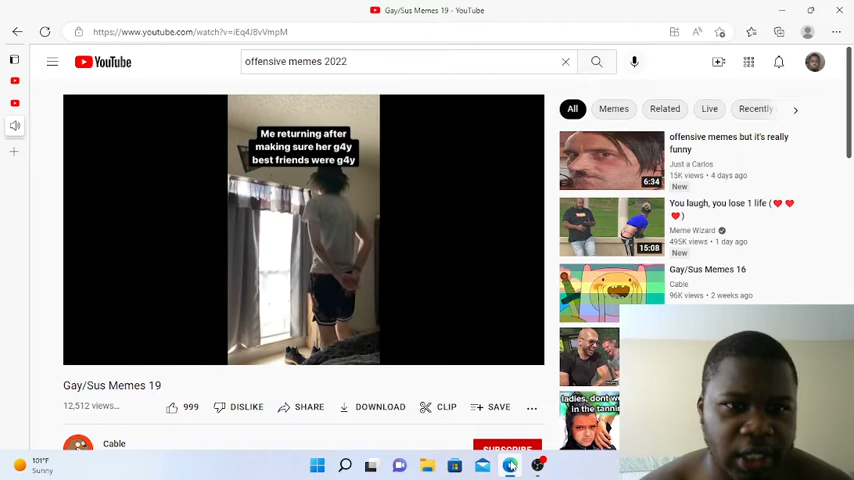 Gay/Sus Memes 19 - YouTube
https://www.youtube.com/watch?v=iEq4J8vVmpM
YouTube
offensive memes 2022
Me returning after
making sure her g4y
best friends were g4y
All
Memes
Related
Live
Recently
offensive memes but it's really
funny
Just a Carlos
15K views • 4 days ago
New
6:34
You laugh, you lose 1 life (❤️ ❤️
❤️)
Meme Wizard
495K views • 1 day ago
New
15:08
Gay/Sus Memes 16
Cable
96K views • 2 weeks ago
ladies, dont we
in the tannin
Gay/Sus Memes 19
12,512 views...
999
DISLIKE
SHARE
DOWNLOAD
CLIP
SAVE
Cable
SUBSCRIBE
101°F
Sunny